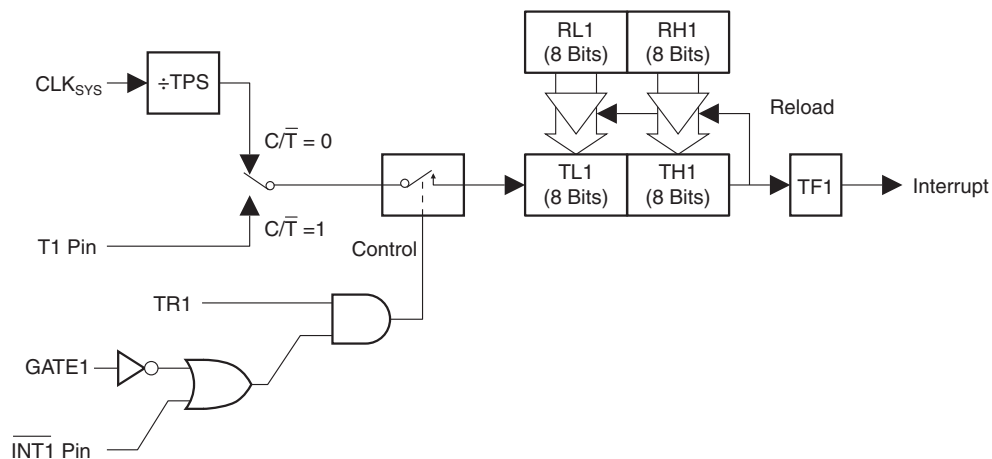 RL1
(8 Bits)
RH1
(8 Bits)
CLKSYS
÷TPS
Reload
C/T̅ = 0
TL1
(8 Bits)
TH1
(8 Bits)
TF1
Interrupt
C/T̅ =1
T1 Pin
Control
TR1
GATE1
I̅N̅T̅1̅ Pin